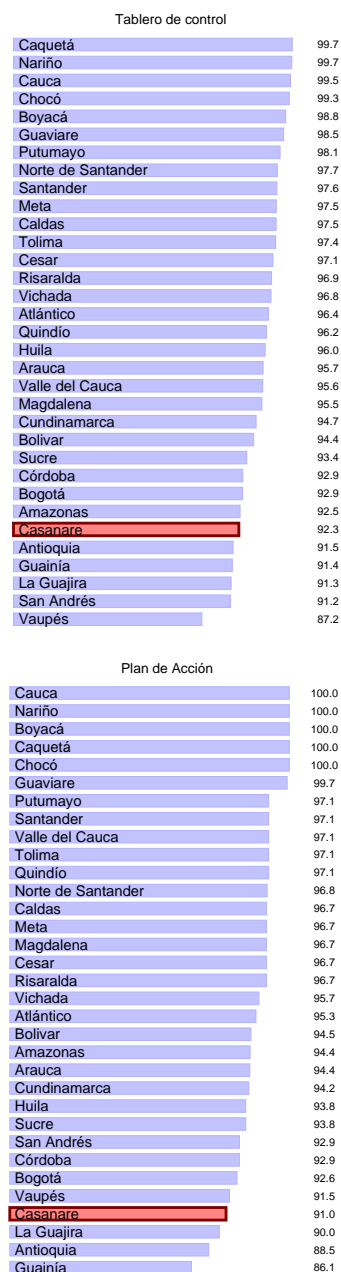 Tablero de control
Caquetá 99.7
Nariño 99.7
Cauca 99.5
Chocó 99.3
Boyacá 98.8
Guaviare 98.5
Putumayo 98.1
Norte de Santander 97.7
Santander 97.6
Meta 97.5
Caldas 97.5
Tolima 97.4
Cesar 97.1
Risaralda 96.9
Vichada 96.8
Atlántico 96.4
Quindío 96.2
Huila 96.0
Arauca 95.7
Valle del Cauca 95.6
Magdalena 95.5
Cundinamarca 94.7
Bolivar 94.4
Sucre 93.4
Córdoba 92.9
Bogotá 92.9
Amazonas 92.5
Casanare 92.3
Antioquia 91.5
Guainía 91.4
La Guajira 91.3
San Andrés 91.2
Vaupés 87.2
Plan de Acción
Cauca 100.0
Nariño 100.0
Boyacá 100.0
Caquetá 100.0
Chocó 100.0
Guaviare 99.7
Putumayo 97.1
Santander 97.1
Valle del Cauca 97.1
Tolima 97.1
Quindío 97.1
Norte de Santander 96.8
Caldas 96.7
Meta 96.7
Magdalena 96.7
Cesar 96.7
Risaralda 96.7
Vichada 95.7
Atlántico 95.3
Bolivar 94.5
Amazonas 94.4
Arauca 94.4
Cundinamarca 94.2
Huila 93.8
Sucre 93.8
San Andrés 92.9
Córdoba 92.9
Bogotá 92.6
Vaupés 91.5
Casanare 91.0
La Guajira 90.0
Antioquia 88.5
Guainía 86.1